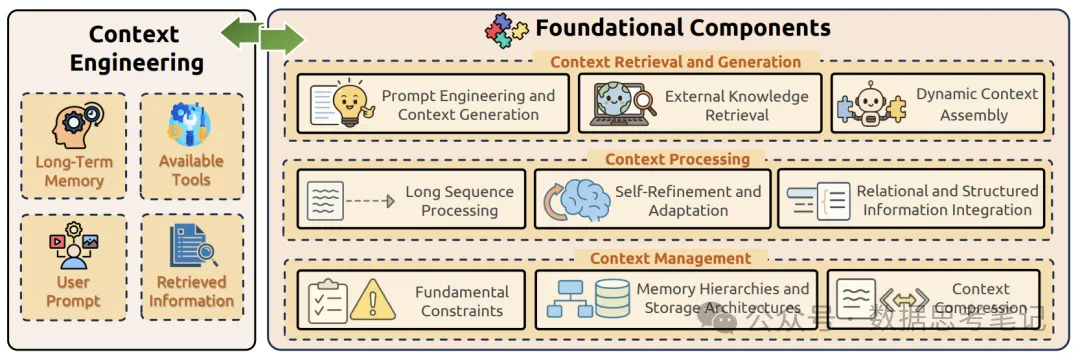 Context
Engineering
Long-Term
Memory
Available
Tools
User
Prompt
Retrieved
Information
Foundational Components
Context Retrieval and Generation
Prompt Engineering and
Context Generation
External Knowledge
Retrieval
Dynamic Context
Assembly
Context Processing
Long Sequence
Processing
Self-Refinement and
Adaptation
Relational and Structured
Information Integration
Context Management
Fundamental
Constraints
Memory Hierarchies and
Storage Architectures
Context
Compression
公众号 · 数据思考笔记